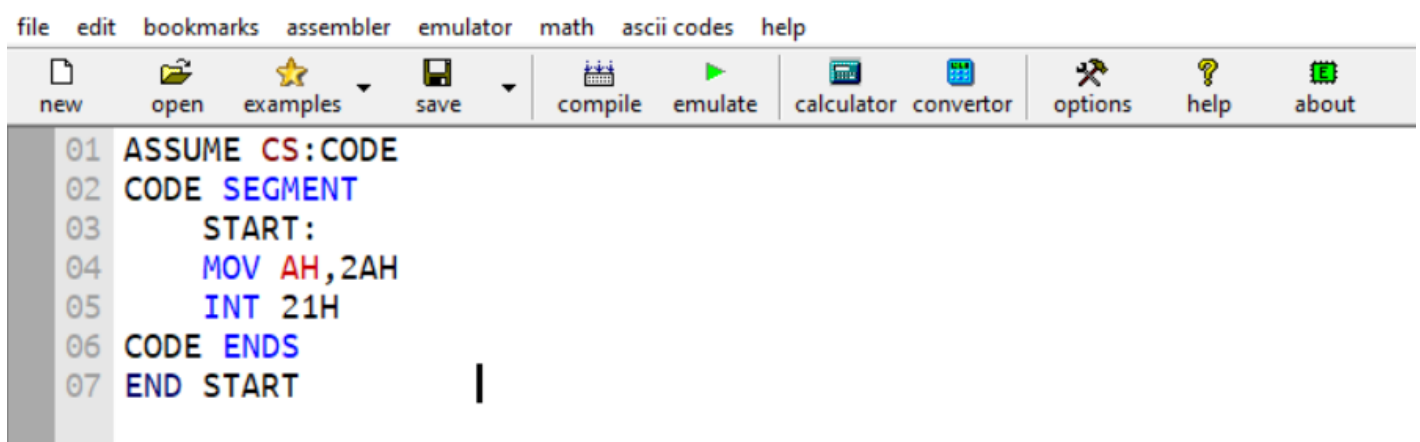 file edit bookmarks assembler emulator math ascii codes help
new open examples save compile emulate calculator convertor options help about
01 ASSUME CS:CODE
02 CODE SEGMENT
03 START:
04 MOV AH,2AH
05 INT 21H
06 CODE ENDS
07 END START